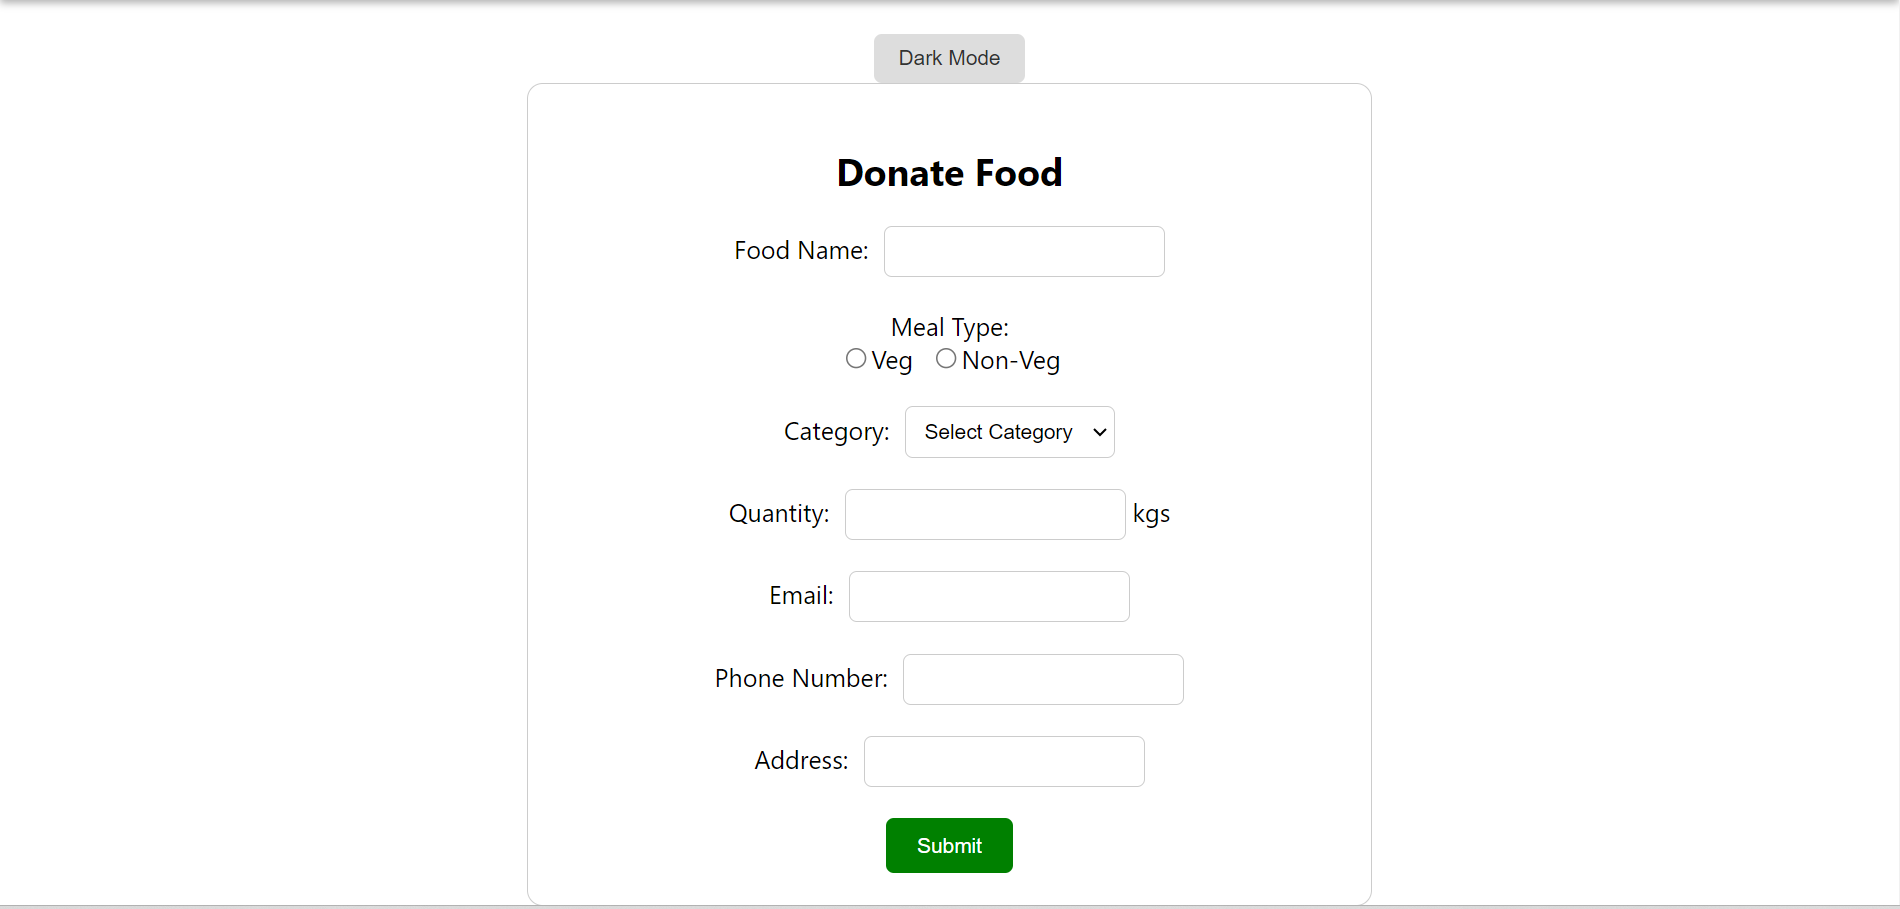 Dark Mode
Donate Food
Food Name:
Meal Type:
Veg Non-Veg
Category: Select Category
Quantity: kgs
Email:
Phone Number:
Address:
Submit